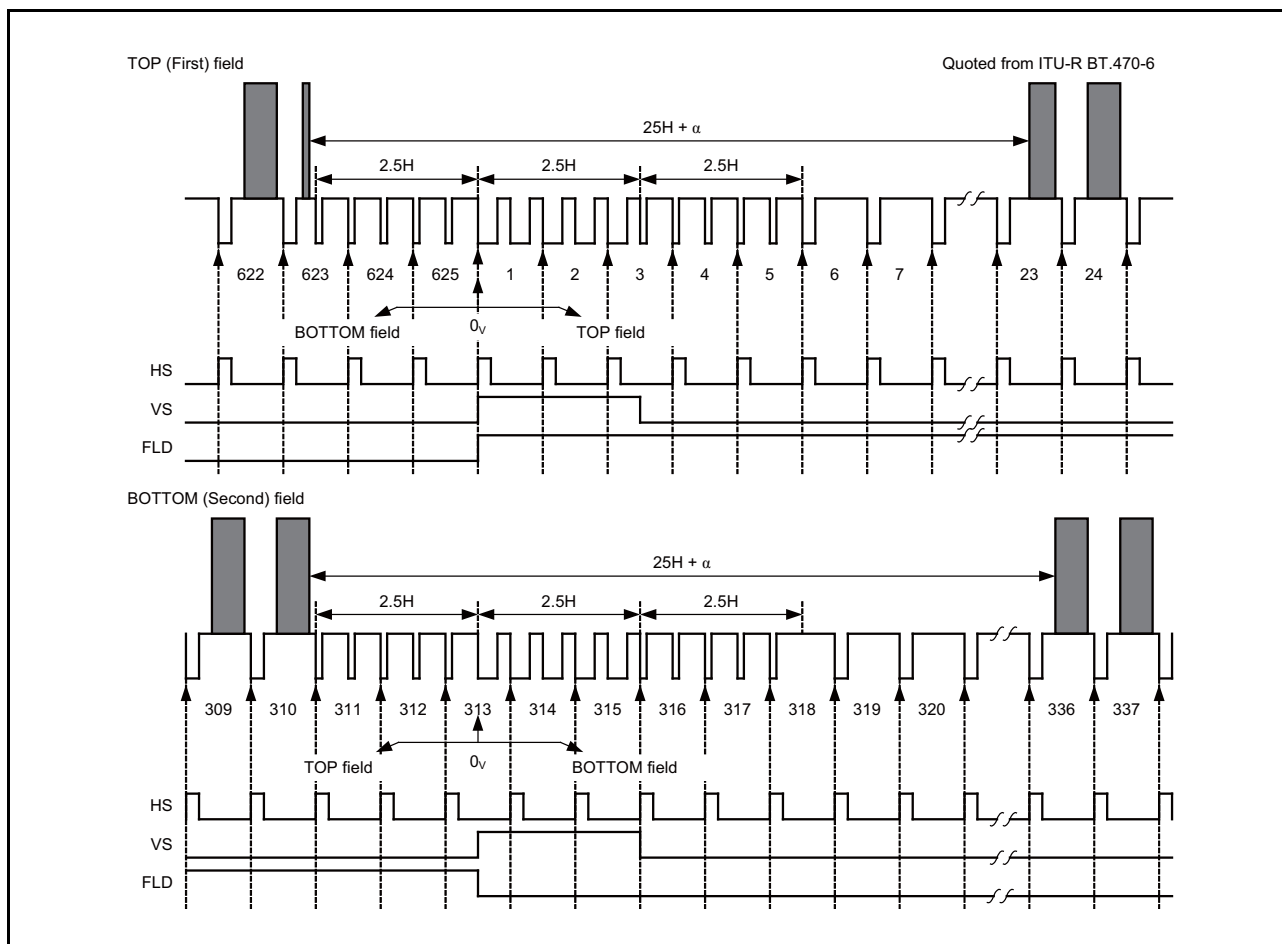 TOP (First) field
Quoted from ITU-R BT.470-6
25H + α
2.5H 2.5H 2.5H
622 623 624 625 1 2 3 4 5 6 7 23 24
0V
BOTTOM field TOP field
HS
VS
FLD
BOTTOM (Second) field
25H + α
2.5H 2.5H 2.5H
309 310 311 312 313 314 315 316 317 318 319 320 336 337
0V
TOP field BOTTOM field
HS
VS
FLD